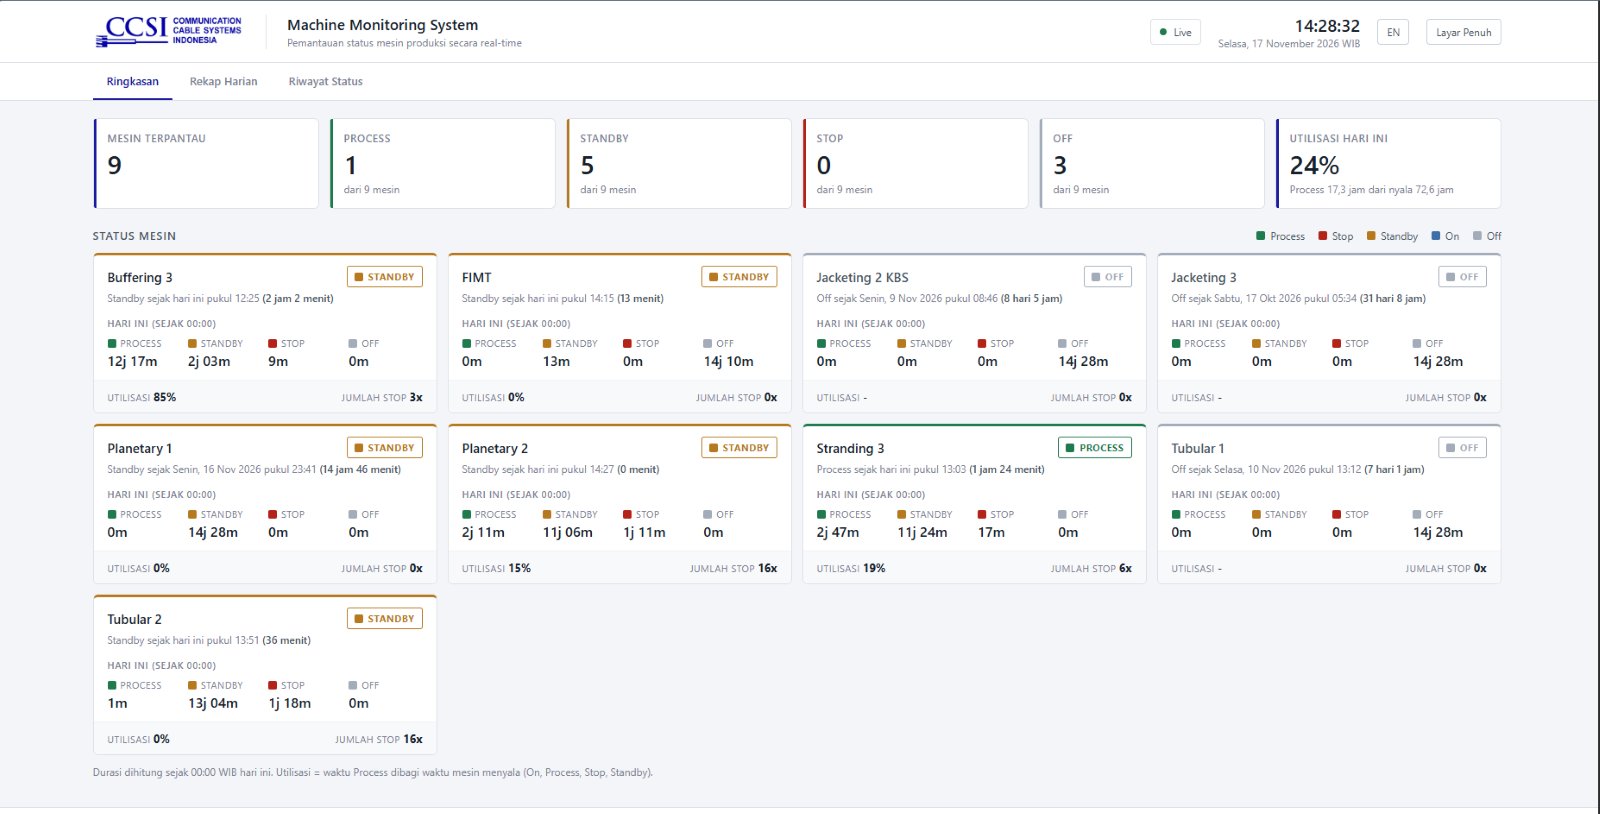 CCSI COMMUNICATION CABLE SYSTEMS INDONESIA
Machine Monitoring System
Pemantauan status mesin produksi secara real-time
Live
14:28:32
Selasa, 17 November 2026 WIB
EN
Layar Penuh
Ringkasan Rekap Harian Riwayat Status
MESIN TERPANTAU
9
PROCESS
1
dari 9 mesin
STANDBY
5
dari 9 mesin
STOP
0
dari 9 mesin
OFF
3
dari 9 mesin
UTILISASI HARI INI
24%
Process 17,3 jam dari nyala 72,6 jam
STATUS MESIN
Process Stop Standby On Off
Buffering 3 STANDBY
Standby sejak hari ini pukul 12:25 (2 jam 2 menit)
HARI INI (SEJAK 00:00)
PROCESS STANDBY STOP OFF
12j 17m 2j 03m 9m 0m
UTILISASI 85% JUMLAH STOP 3x
FIMT STANDBY
Standby sejak hari ini pukul 14:15 (13 menit)
HARI INI (SEJAK 00:00)
PROCESS STANDBY STOP OFF
0m 13m 0m 14j 10m
UTILISASI 0% JUMLAH STOP 0x
Jacketing 2 KBS OFF
Off sejak Senin, 9 Nov 2026 pukul 08:46 (8 hari 5 jam)
HARI INI (SEJAK 00:00)
PROCESS STANDBY STOP OFF
0m 0m 0m 14j 28m
UTILISASI - JUMLAH STOP 0x
Jacketing 3 OFF
Off sejak Sabtu, 17 Okt 2026 pukul 05:34 (31 hari 8 jam)
HARI INI (SEJAK 00:00)
PROCESS STANDBY STOP OFF
0m 0m 0m 14j 28m
UTILISASI - JUMLAH STOP 0x
Planetary 1 STANDBY
Standby sejak Senin, 16 Nov 2026 pukul 23:41 (14 jam 46 menit)
HARI INI (SEJAK 00:00)
PROCESS STANDBY STOP OFF
0m 14j 28m 0m 0m
UTILISASI 0% JUMLAH STOP 0x
Planetary 2 STANDBY
Standby sejak hari ini pukul 14:27 (0 menit)
HARI INI (SEJAK 00:00)
PROCESS STANDBY STOP OFF
2j 11m 11j 06m 1j 11m 0m
UTILISASI 15% JUMLAH STOP 16x
Stranding 3 PROCESS
Process sejak hari ini pukul 13:03 (1 jam 24 menit)
HARI INI (SEJAK 00:00)
PROCESS STANDBY STOP OFF
2j 47m 11j 24m 17m 0m
UTILISASI 19% JUMLAH STOP 6x
Tubular 1 OFF
Off sejak Selasa, 10 Nov 2026 pukul 13:12 (7 hari 1 jam)
HARI INI (SEJAK 00:00)
PROCESS STANDBY STOP OFF
0m 0m 0m 14j 28m
UTILISASI - JUMLAH STOP 0x
Tubular 2 STANDBY
Standby sejak hari ini pukul 13:51 (36 menit)
HARI INI (SEJAK 00:00)
PROCESS STANDBY STOP OFF
1m 13j 04m 1j 18m 0m
UTILISASI 0% JUMLAH STOP 16x
Durasi dihitung sejak 00:00 WIB hari ini. Utilisasi = waktu Process dibagi waktu mesin menyala (On, Process, Stop, Standby).